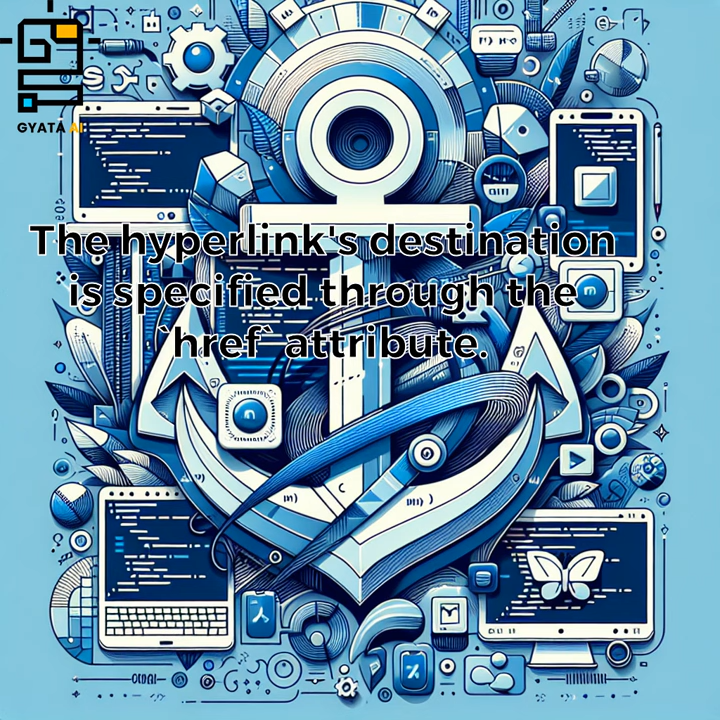 GYATA AI
The hyperlink's destination
is specified through the
`href` attribute.